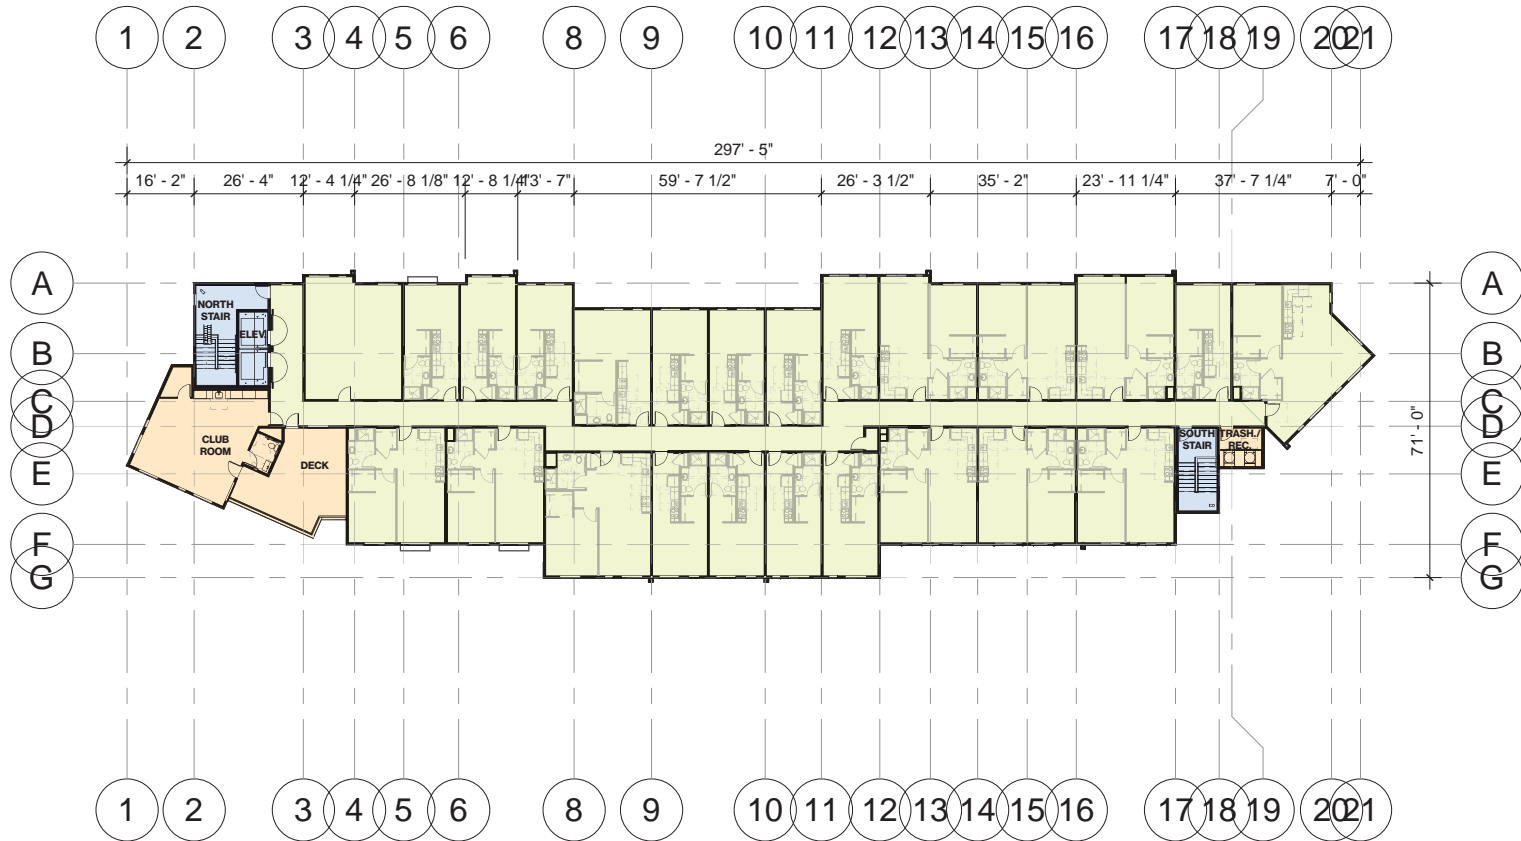 1 2 3 4 5 6 8 9 10 11 12 13 14 15 16 17 18 19 20 21
297' - 5"
16' - 2" 26' - 4" 12' - 4 1/4" 26' - 8 1/8" 12' - 8 1/4" 13' - 7" 59' - 7 1/2" 26' - 3 1/2" 35' - 2" 23' - 11 1/4" 37' - 7 1/4" 7' - 0"
A A
NORTH
STAIR
ELEV.
B B
C C
D D
CLUB
ROOM
DECK
SOUTH
STAIR
TRASH./
REC.
71' - 0"
E E
F F
G G
1 2 3 4 5 6 8 9 10 11 12 13 14 15 16 17 18 19 20 21